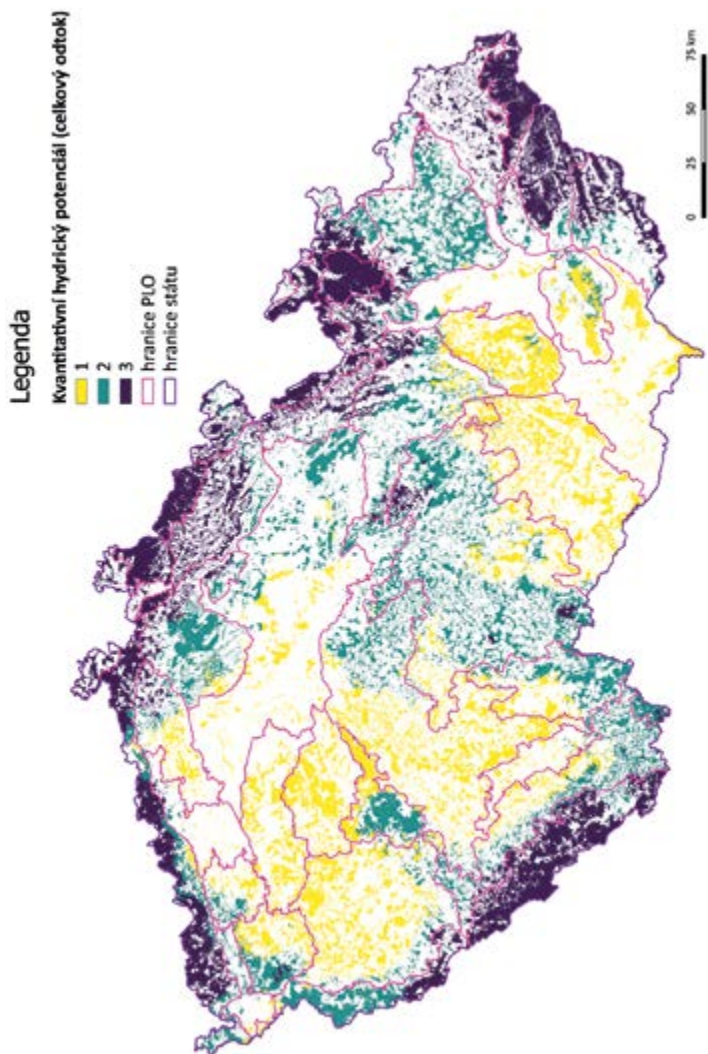 Legenda
Kvantitativní hydrický potenciál (celkový odtok)
1
2
3
hranice PLO
hranice státu
0 25 50 75 km